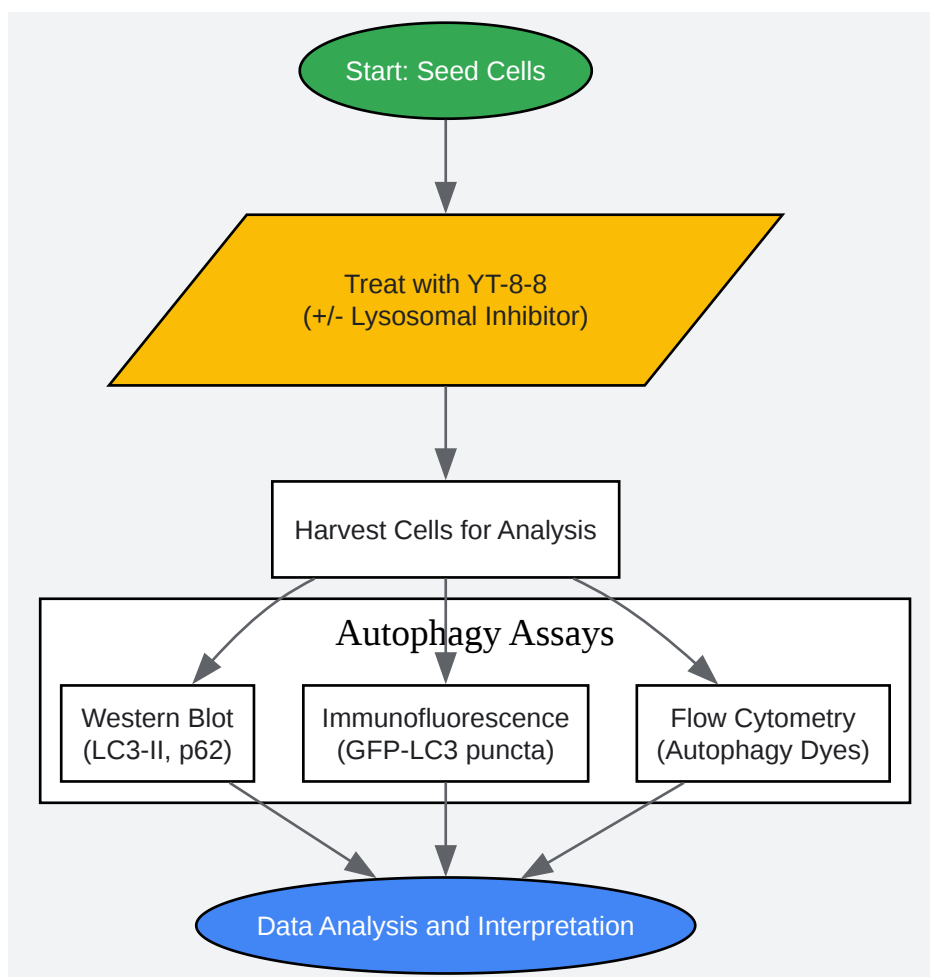 Start: Seed Cells
Treat with YT-8-8
(+/- Lysosomal Inhibitor)
Harvest Cells for Analysis
Autophagy Assays
Western Blot
(LC3-II, p62)
Immunofluorescence
(GFP-LC3 puncta)
Flow Cytometry
(Autophagy Dyes)
Data Analysis and Interpretation